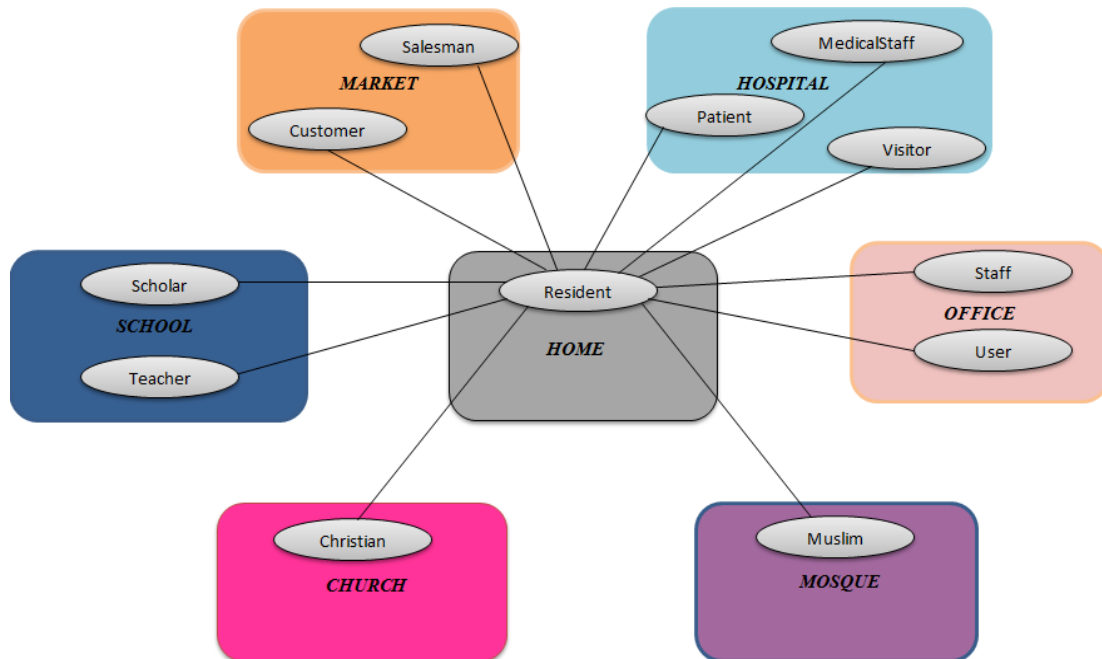 Salesman
MARKET
Customer
MedicalStaff
HOSPITAL
Patient
Visitor
Scholar
SCHOOL
Teacher
Resident
HOME
Staff
OFFICE
User
Christian
CHURCH
Muslim
MOSQUE